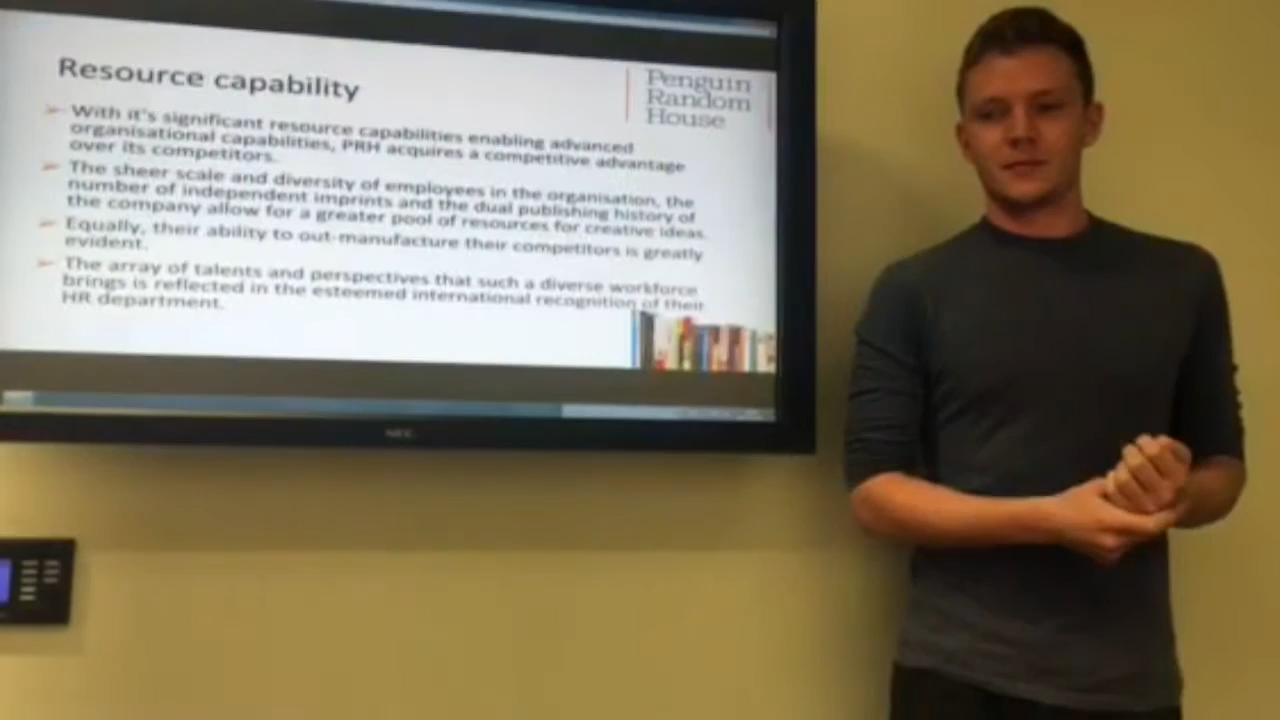 Resource capability
Penguin
Random
House
➢ With it's significant resource capabilities enabling advanced
organisational capabilities, PRH acquires a competitive advantage
over its competitors.
➢ The sheer scale and diversity of employees in the organisation, the
number of independent imprints and the dual publishing history of
the company allow for a greater pool of resources for creative ideas.
➢ Equally, their ability to out-manufacture their competitors is greatly
evident.
➢ The array of talents and perspectives that such a diverse workforce
brings is reflected in the esteemed international recognition of their
HR department.
NEC